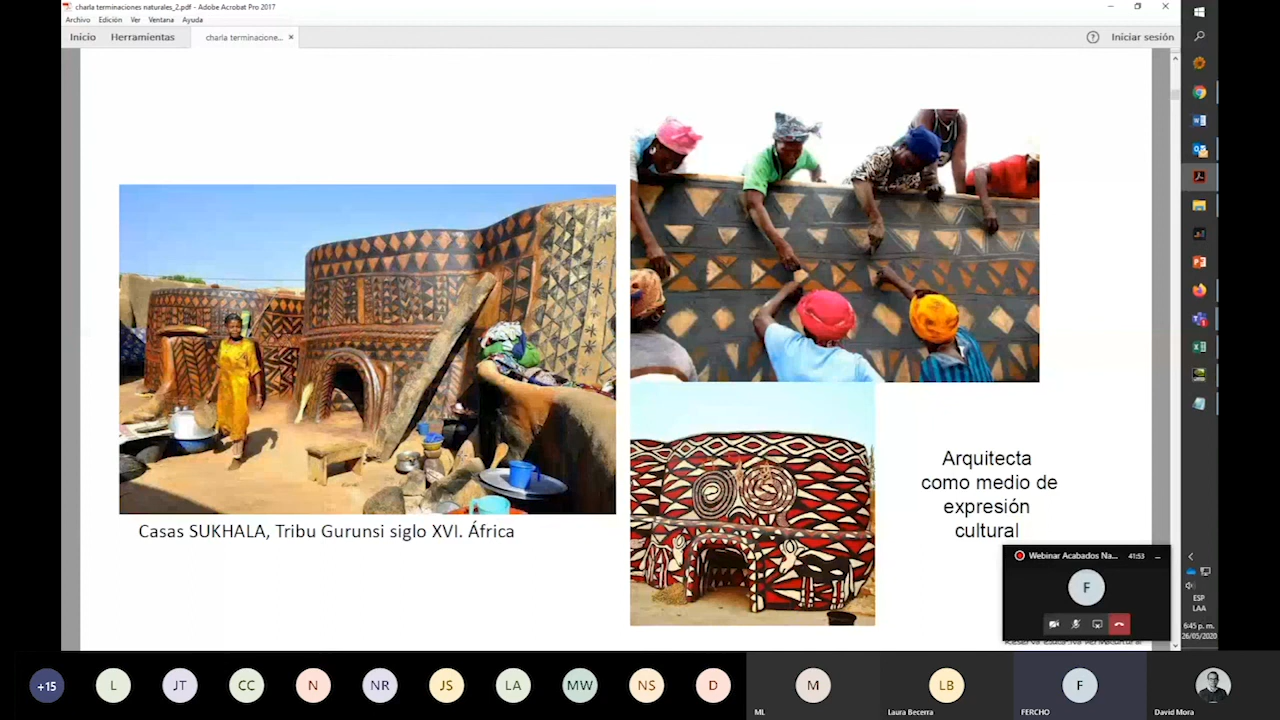 charla terminaciones naturales_2.pdf - Adobe Acrobat Pro 2017
Archivo Edición Ver Ventana Ayuda
Inicio Herramientas charla terminacione... × Iniciar sesión
Casas SUKHALA, Tribu Gurunsi siglo XVI. África
Arquitecta
como medio de
expresión
cultural
Webinar Acabados Na... 41:53
F
ESP
LAA
6:45 p. m.
26/05/2020
+15 L JT CC N NR JS LA MW NS D M LB F
ML Laura Becerra FERCHO David Mora